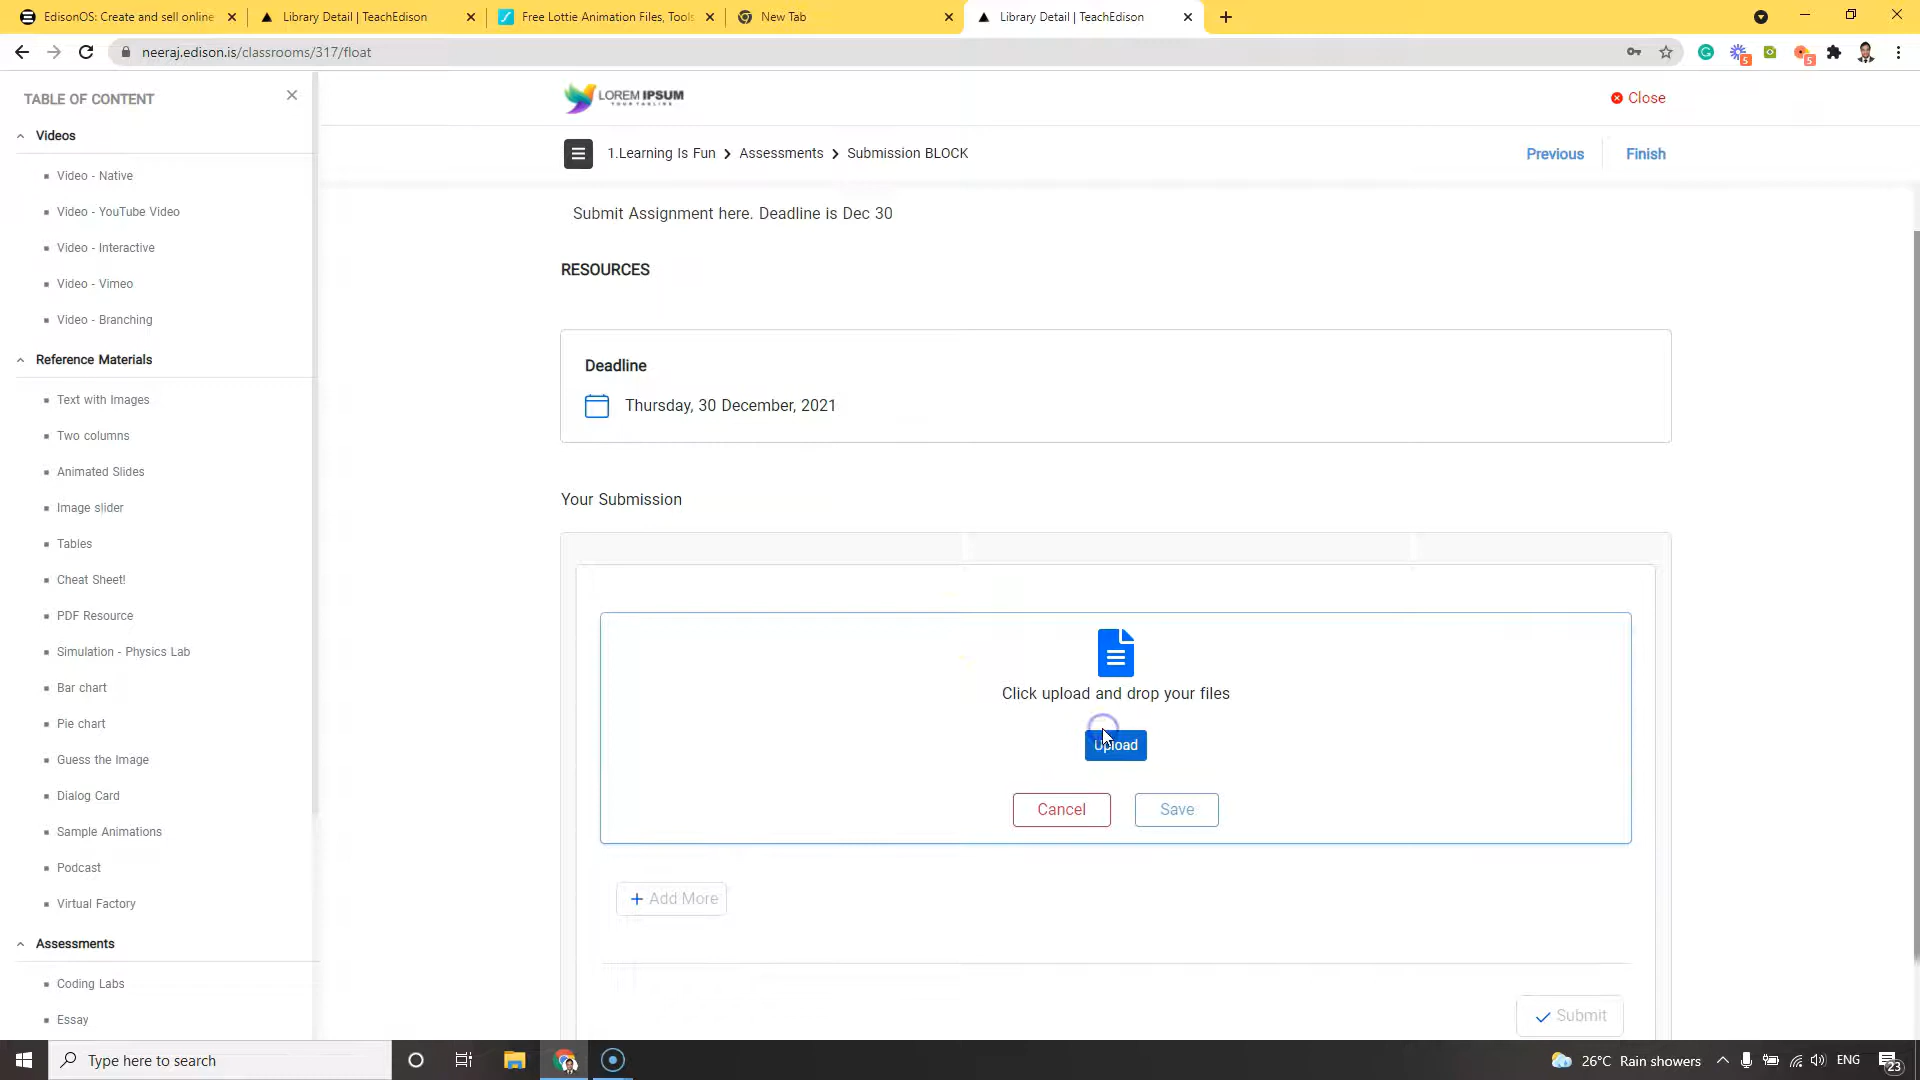 EdisonOS: Create and sell online
Library Detail | TeachEdison
Free Lottie Animation Files, Tools
New Tab
Library Detail | TeachEdison
neeraj.edison.is/classrooms/317/float
5
5
TABLE OF CONTENT
Videos
Video - Native
Video - YouTube Video
Video - Interactive
Video - Vimeo
Video - Branching
Reference Materials
Text with Images
Two columns
Animated Slides
Image slider
Tables
Cheat Sheet!
PDF Resource
Simulation - Physics Lab
Bar chart
Pie chart
Guess the Image
Dialog Card
Sample Animations
Podcast
Virtual Factory
Assessments
Coding Labs
Essay
LOREM IPSUM
YOUR TAGLINE
Close
1.Learning Is Fun > Assessments > Submission BLOCK
Previous
Finish
Submit Assignment here. Deadline is Dec 30
RESOURCES
Deadline
Thursday, 30 December, 2021
Your Submission
Click upload and drop your files
Upload
Cancel
Save
+ Add More
Submit
Type here to search
26°C Rain showers
ENG
23